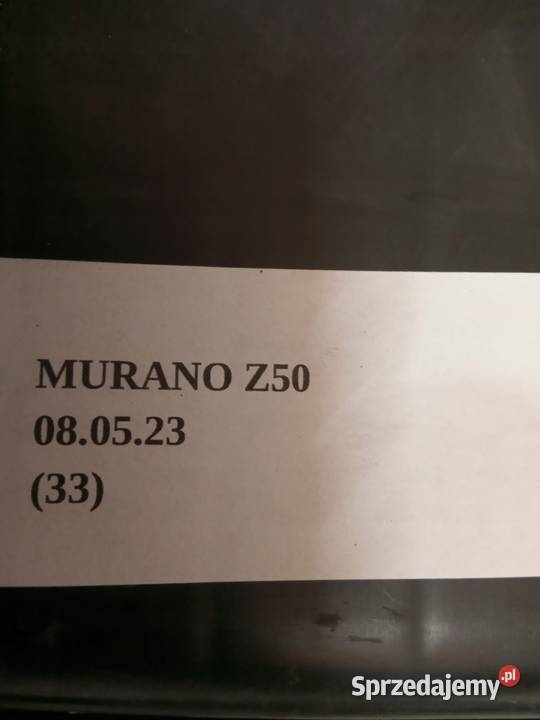 MURANO Z50
08.05.23
(33)
Sprzedajemy.pl